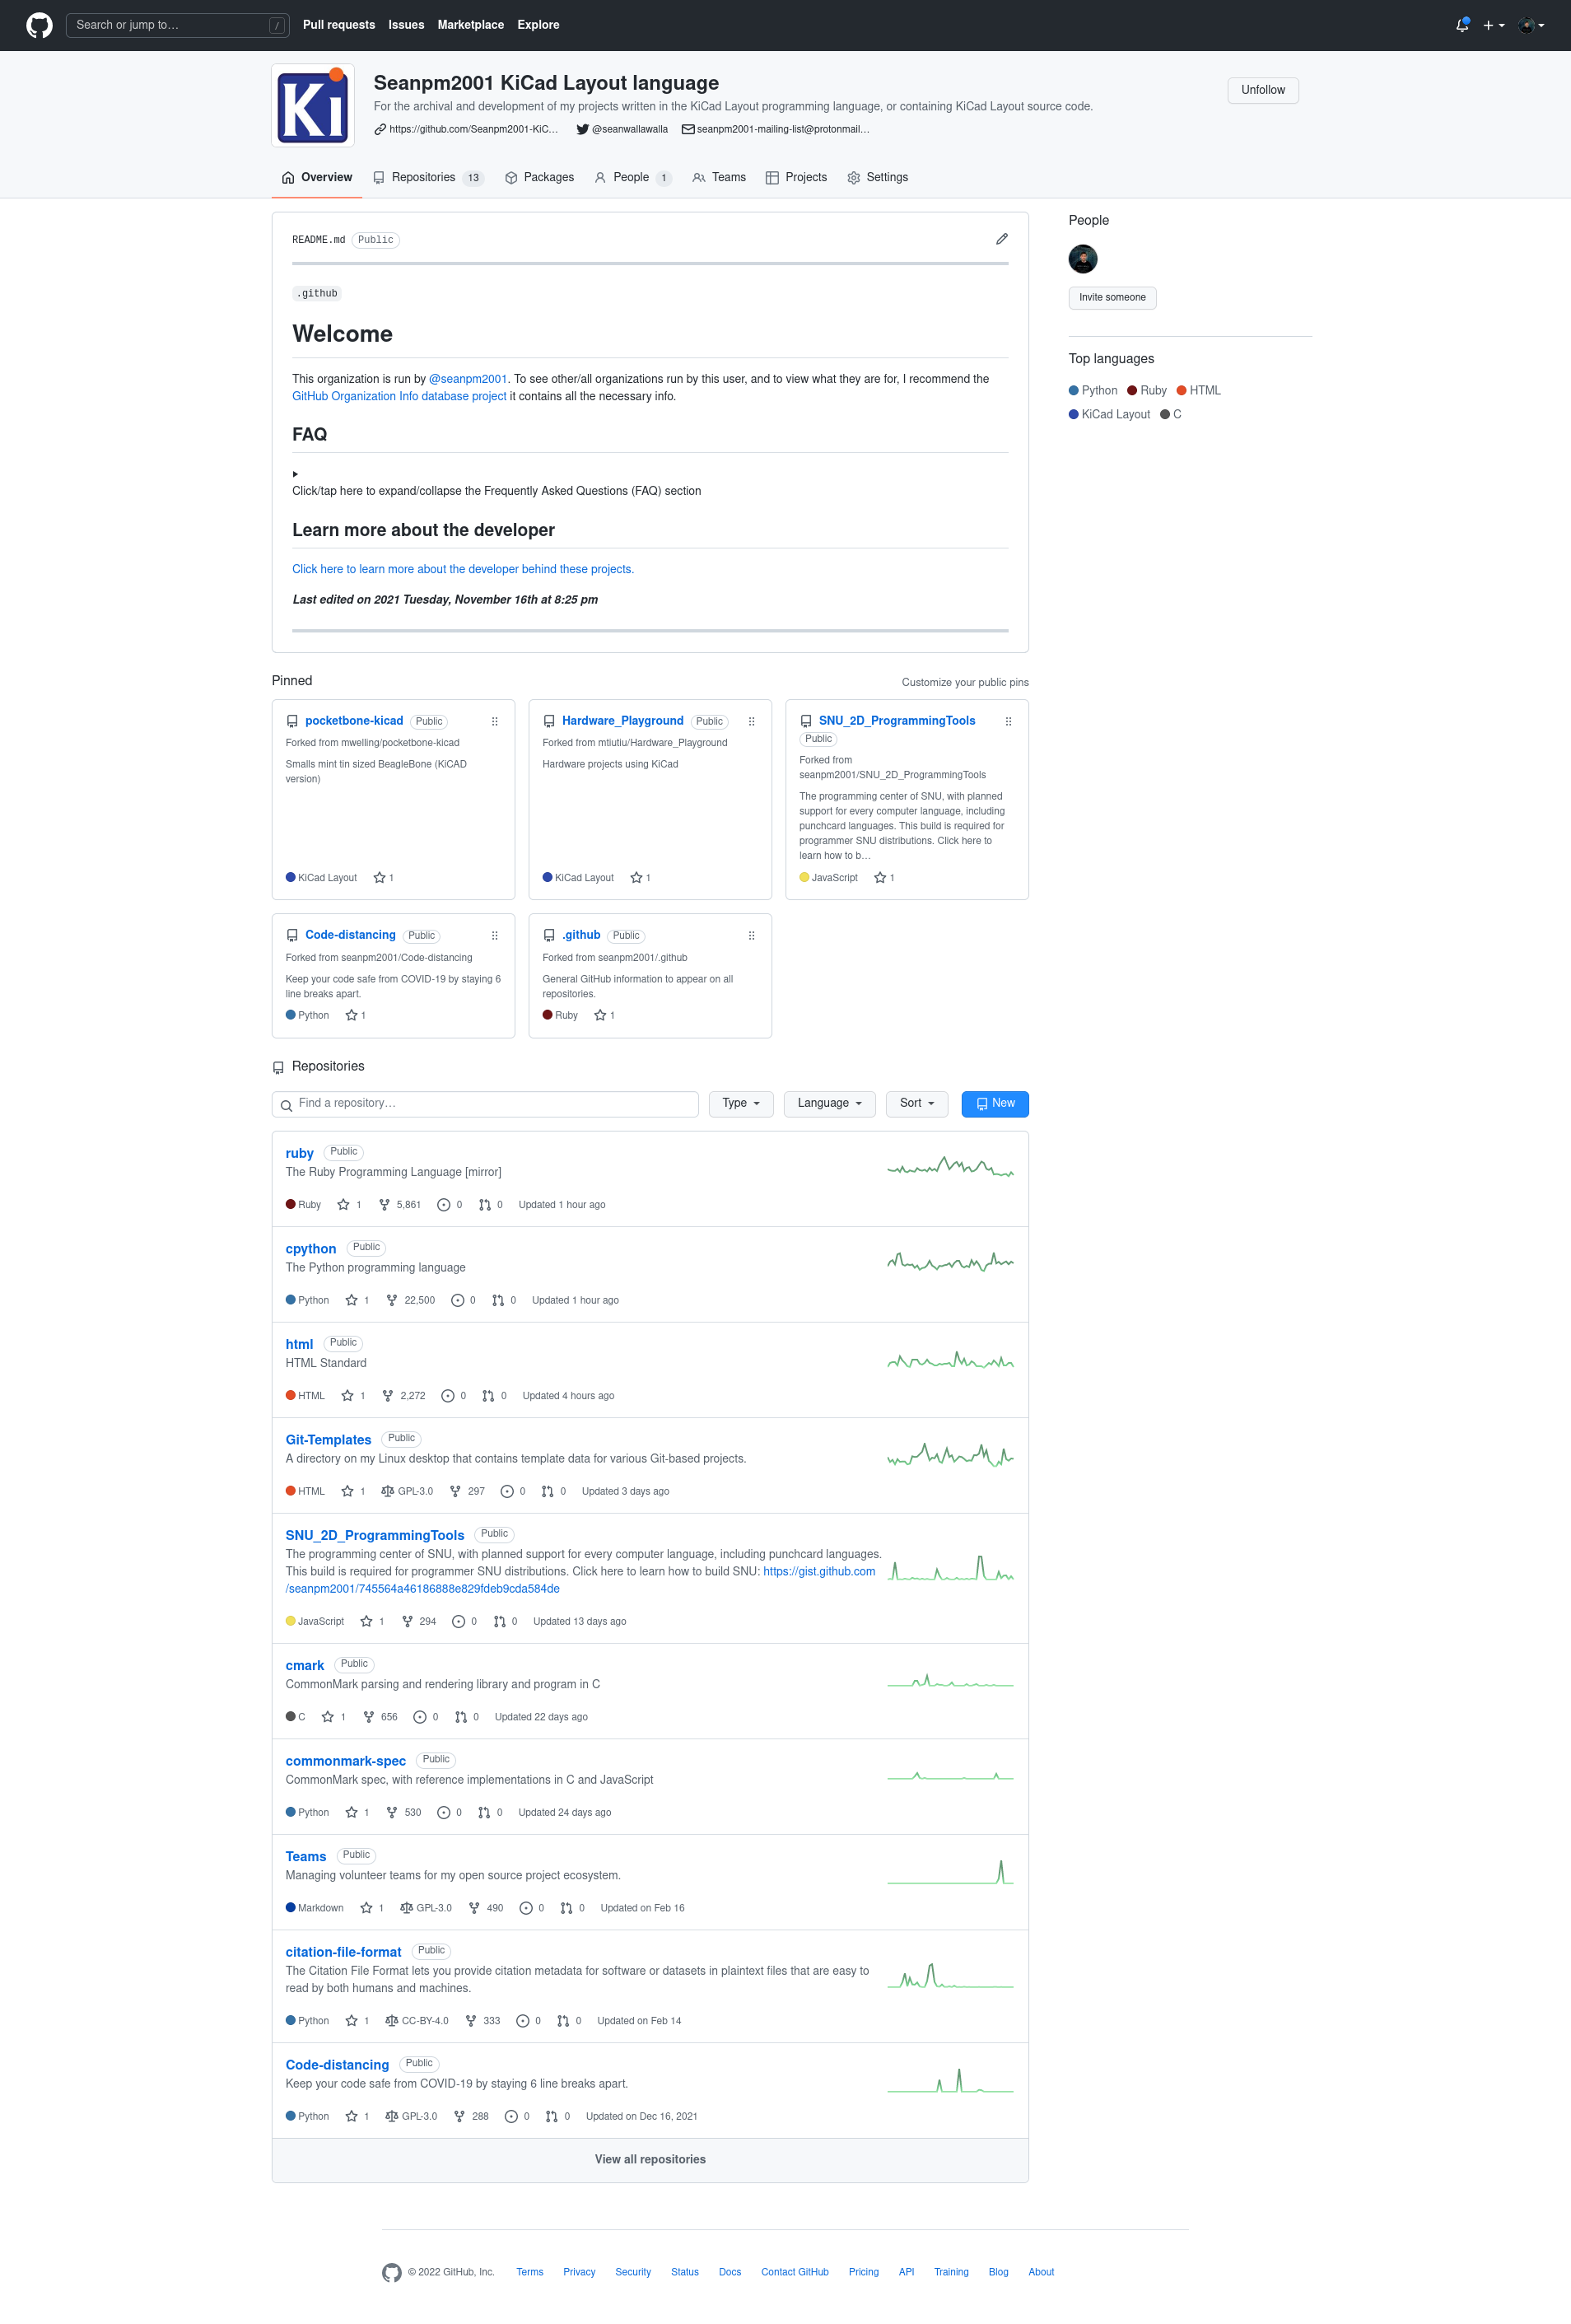 Search or jump to…
/
Pull requests
Issues
Marketplace
Explore
Ki
Seanpm2001 KiCad Layout language
For the archival and development of my projects written in the KiCad Layout programming language, or containing KiCad Layout source code.
https://github.com/Seanpm2001-KiC…
@seanwallawalla
seanpm2001-mailing-list@protonmail…
Unfollow
Overview
Repositories 13
Packages
People 1
Teams
Projects
Settings
README.md Public
.github
Welcome
This organization is run by @seanpm2001. To see other/all organizations run by this user, and to view what they are for, I recommend the
GitHub Organization Info database project it contains all the necessary info.
FAQ
Click/tap here to expand/collapse the Frequently Asked Questions (FAQ) section
Learn more about the developer
Click here to learn more about the developer behind these projects.
Last edited on 2021 Tuesday, November 16th at 8:25 pm
People
Invite someone
Top languages
Python Ruby HTML
KiCad Layout C
Pinned
Customize your public pins
pocketbone-kicad Public
Forked from mwelling/pocketbone-kicad
Smalls mint tin sized BeagleBone (KiCAD
version)
KiCad Layout 1
Hardware_Playground Public
Forked from mtiutiu/Hardware_Playground
Hardware projects using KiCad
KiCad Layout 1
SNU_2D_ProgrammingTools
Public
Forked from
seanpm2001/SNU_2D_ProgrammingTools
The programming center of SNU, with planned
support for every computer language, including
punchcard languages. This build is required for
programmer SNU distributions. Click here to
learn how to b…
JavaScript 1
Code-distancing Public
Forked from seanpm2001/Code-distancing
Keep your code safe from COVID-19 by staying 6
line breaks apart.
Python 1
.github Public
Forked from seanpm2001/.github
General GitHub information to appear on all
repositories.
Ruby 1
Repositories
Find a repository…
Type
Language
Sort
New
ruby Public
The Ruby Programming Language [mirror]
Ruby 1 5,861 0 0 Updated 1 hour ago
cpython Public
The Python programming language
Python 1 22,500 0 0 Updated 1 hour ago
html Public
HTML Standard
HTML 1 2,272 0 0 Updated 4 hours ago
Git-Templates Public
A directory on my Linux desktop that contains template data for various Git-based projects.
HTML 1 GPL-3.0 297 0 0 Updated 3 days ago
SNU_2D_ProgrammingTools Public
The programming center of SNU, with planned support for every computer language, including punchcard languages.
This build is required for programmer SNU distributions. Click here to learn how to build SNU: https://gist.github.com
/seanpm2001/745564a46186888e829fdeb9cda584de
JavaScript 1 294 0 0 Updated 13 days ago
cmark Public
CommonMark parsing and rendering library and program in C
C 1 656 0 0 Updated 22 days ago
commonmark-spec Public
CommonMark spec, with reference implementations in C and JavaScript
Python 1 530 0 0 Updated 24 days ago
Teams Public
Managing volunteer teams for my open source project ecosystem.
Markdown 1 GPL-3.0 490 0 0 Updated on Feb 16
citation-file-format Public
The Citation File Format lets you provide citation metadata for software or datasets in plaintext files that are easy to
read by both humans and machines.
Python 1 CC-BY-4.0 333 0 0 Updated on Feb 14
Code-distancing Public
Keep your code safe from COVID-19 by staying 6 line breaks apart.
Python 1 GPL-3.0 288 0 0 Updated on Dec 16, 2021
View all repositories
© 2022 GitHub, Inc. Terms Privacy Security Status Docs Contact GitHub Pricing API Training Blog About